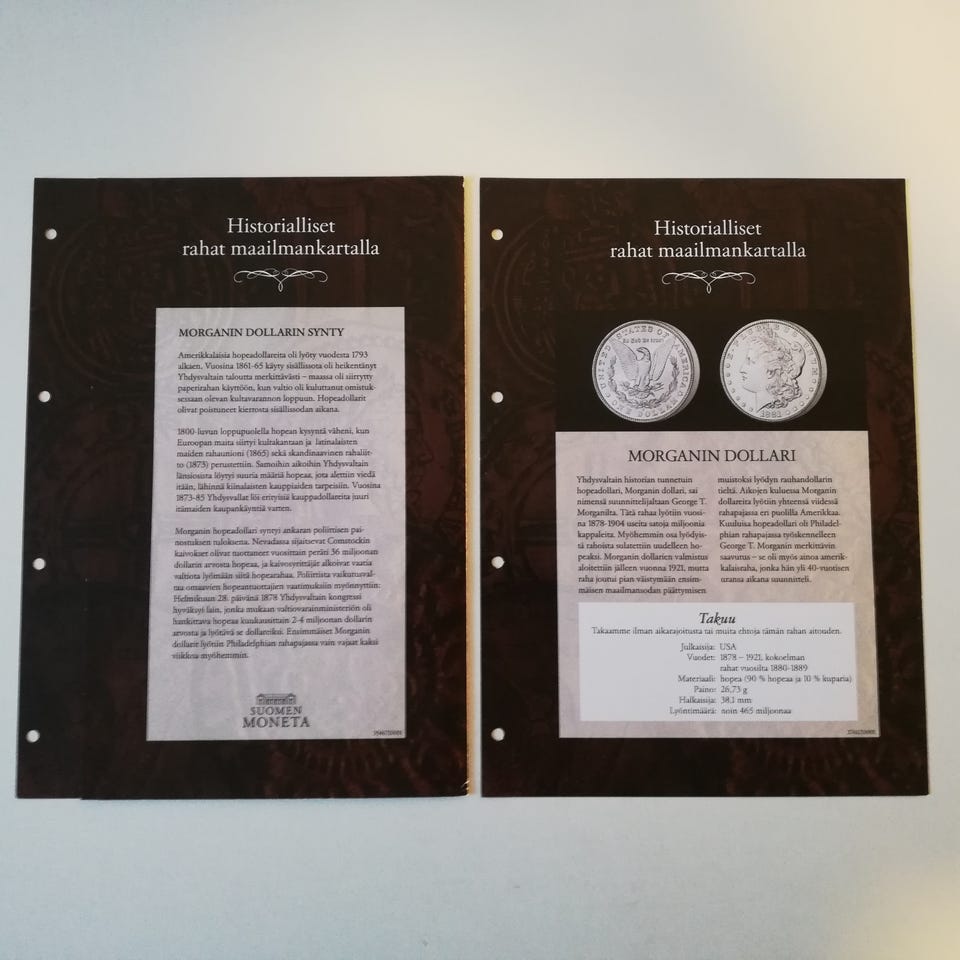 Historialliset
rahat maailmankartalla
MORGANIN DOLLARIN SYNTY
Amerikkalaisia hopeadollareita oli lyöty vuodesta 1793
alkaen. Vuosina 1861-65 käyty sisällissota oli heikentänyt
Yhdysvaltain taloutta merkittävästi – maassa oli siirrytty
paperirahan käyttöön, kun valtio oli kuluttanut omistuk-
sessaan olevan kultavarannon loppuun. Hopeadollarit
olivat poistuneet kierrosta sisällissodan aikana.
1800-luvun loppupuolella hopean kysyntä väheni, kun
Euroopan maita siirtyi kultakantaan ja latinalaisten
maiden rahaunioni (1865) sekä skandinaavinen rahaliit-
to (1873) perustettiin. Samoihin aikoihin Yhdysvaltain
länsiosista löytyi suuria määriä hopeaa, jota alettiin viedä
itään, lähinnä kiinalaisten kauppiaiden tarpeisiin. Vuosina
1873-85 Yhdysvallat löi erityisiä kauppadollareita juuri
itämaiden kaupankäyntiä varten.
Morganin hopeadollari syntyi ankaran poliittisen pai-
nostuksen tuloksena. Nevadassa sijaitsevat Comstockin
kaivokset olivat tuottaneet vuosittain peräti 36 miljoonan
dollarin arvosta hopeaa, ja kaivosyrittäjät alkoivat vaatia
valtiota lyömään siitä hopearahaa. Poliittista vaikutusval-
taa omaavien hopeantuottajien vaatimuksiin myönnyttiin:
Helmikuun 28. päivänä 1878 Yhdysvaltain kongressi
hyväksyi lain, jonka mukaan valtiovarainministeriön oli
hankittava hopeaa kuukausittain 2-4 miljoonan dollarin
arvosta ja lyötävä se dollareiksi. Ensimmäiset Morganin
dollarit lyötiin Philadelphian rahapajassa vain vajaat kaksi
viikkoa myöhemmin.
SUOMEN
MONETA
Historialliset
rahat maailmankartalla
UNITED STATES OF
In God We Trust
ONE DOLLAR
E PLURIBUS UNUM
1881
MORGANIN DOLLARI
Yhdysvaltain historian tunnetuin
hopeadollari, Morganin dollari, sai
nimensä suunnittelijaltaan George T.
Morganilta. Tätä rahaa lyötiin vuosi-
na 1878-1904 useita satoja miljoonia
kappaleita. Myöhemmin osa lyödyis-
tä rahoista sulatettiin uudelleen ho-
peaksi. Morganin dollarien valmistus
aloitettiin jälleen vuonna 1921, mutta
raha joutui pian väistymään ensim-
mäisen maailmansodan päättymisen
muistoksi lyödyn rauhandollarin
tieltä. Aikojen kuluessa Morganin
dollareita lyötiin yhteensä viidessä
rahapajassa eri puolilla Amerikkaa.
Kuuluisa hopeadollari oli Philadel-
phian rahapajassa työskennelleen
George T. Morganin merkittävin
saavutus – se oli myös ainoa amerik-
kalaisraha, jonka hän yli 40-vuotisen
uransa aikana suunnitteli.
Takuu
Takaamme ilman aikarajoitusta tai muita ehtoja tämän rahan aitouden.
Julkaisija: USA
Vuodet: 1878 – 1921, kokoelman
rahat vuosilta 1880-1889
Materiaali: hopea (90 % hopeaa ja 10 % kuparia)
Paino: 26,73 g
Halkaisija: 38,1 mm
Lyöntimäärä: noin 465 miljoonaa